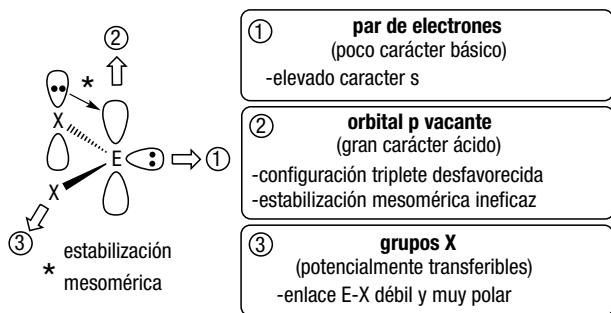 ②
*
X
E
①
X
③
estabilización
* mesomérica
① par de electrones
(poco carácter básico)
-elevado caracter s
② orbital p vacante
(gran carácter ácido)
-configuración triplete desfavorecida
-estabilización mesomérica ineficaz
③ grupos X
(potencialmente transferibles)
-enlace E-X débil y muy polar